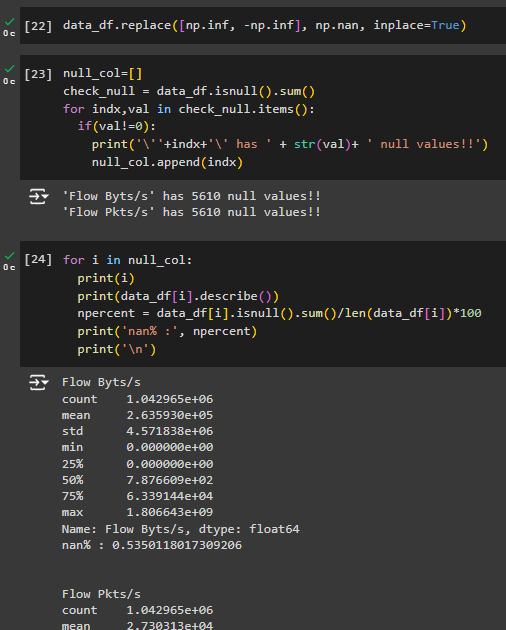 [22] data_df.replace([np.inf, -np.inf], np.nan, inplace=True)
0c
[23] null_col=[]
0c
check_null = data_df.isnull().sum()
for indx,val in check_null.items():
  if(val!=0):
    print('\''+indx+'\' has ' + str(val)+ ' null values!!')
    null_col.append(indx)
'Flow Byts/s' has 5610 null values!!
'Flow Pkts/s' has 5610 null values!!
[24] for i in null_col:
0c
  print(i)
  print(data_df[i].describe())
  npercent = data_df[i].isnull().sum()/len(data_df[i])*100
  print('nan% :', npercent)
  print('\n')
Flow Byts/s
count    1.042965e+06
mean     2.635930e+05
std      4.571838e+06
min      0.000000e+00
25%      0.000000e+00
50%      7.876609e+02
75%      6.339144e+04
max      1.806643e+09
Name: Flow Byts/s, dtype: float64
nan% : 0.5350118017309206
Flow Pkts/s
count    1.042965e+06
mean     2.730313e+04